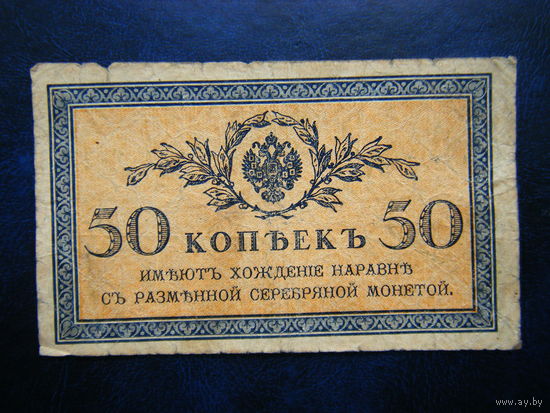 50 КОПѢЕКЪ 50
ИМѢЮТЪ ХОЖДЕНІЕ НАРАВНѢ
СЪ РАЗМѢННОЙ СЕРЕБРЯНОЙ МОНЕТОЙ.
www.ay.by